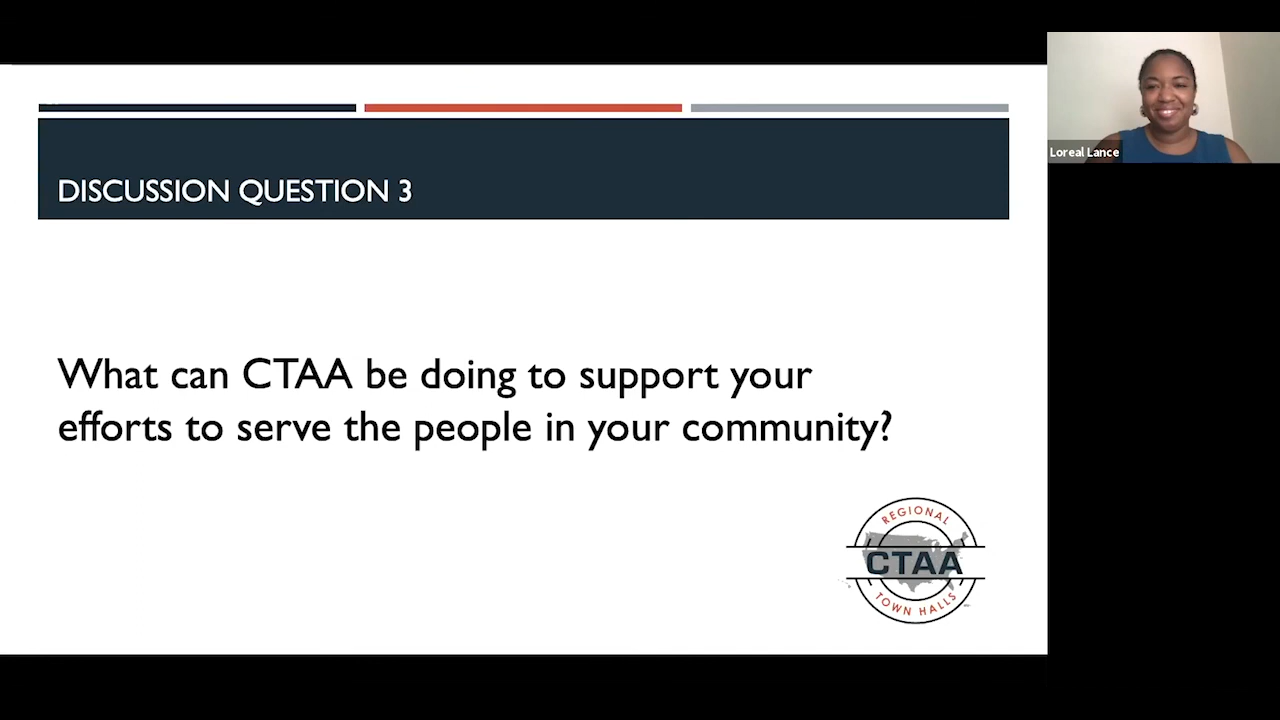 DISCUSSION QUESTION 3
What can CTAA be doing to support your
efforts to serve the people in your community?
REGIONAL
CTAA
TOWN HALLS
Loreal Lance